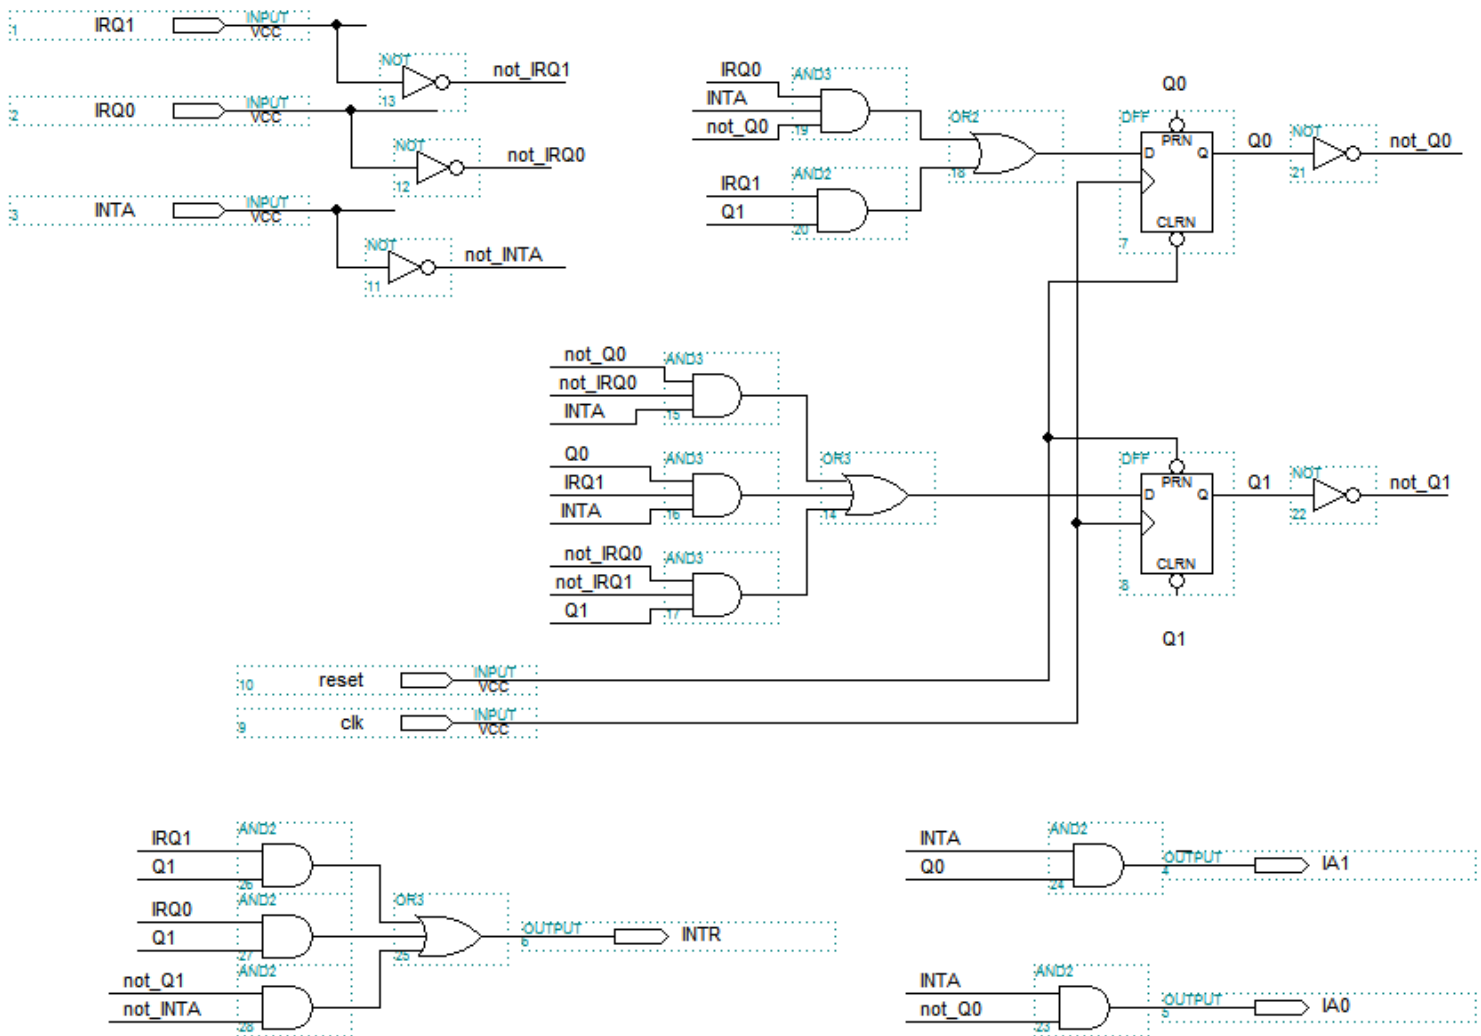 IRQ1 INPUT VCC
1
NOT
not_IRQ1
13
IRQ0 INPUT VCC
2
NOT
not_IRQ0
12
INTA INPUT VCC
3
NOT
not_INTA
11
IRQ0 AND3
INTA
not_Q0 19
IRQ1 AND2
Q1
20
OR2
18
Q0
DFF
PRN
D Q
CLRN
7
Q0 NOT not_Q0
21
not_Q0 AND3
not_IRQ0
INTA 15
Q0 AND3
IRQ1
INTA 16
not_IRQ0 AND3
not_IRQ1
Q1 17
OR3
14
DFF
PRN
D Q
CLRN
8
Q1 NOT not_Q1
22
Q1
reset INPUT VCC
10
clk INPUT VCC
9
IRQ1 AND2
Q1
26
IRQ0 AND2
Q1
27
not_Q1 AND2
not_INTA
28
OR3
25
OUTPUT INTR
6
INTA AND2
Q0
24
OUTPUT IA1
4
INTA AND2
not_Q0
23
OUTPUT IA0
5